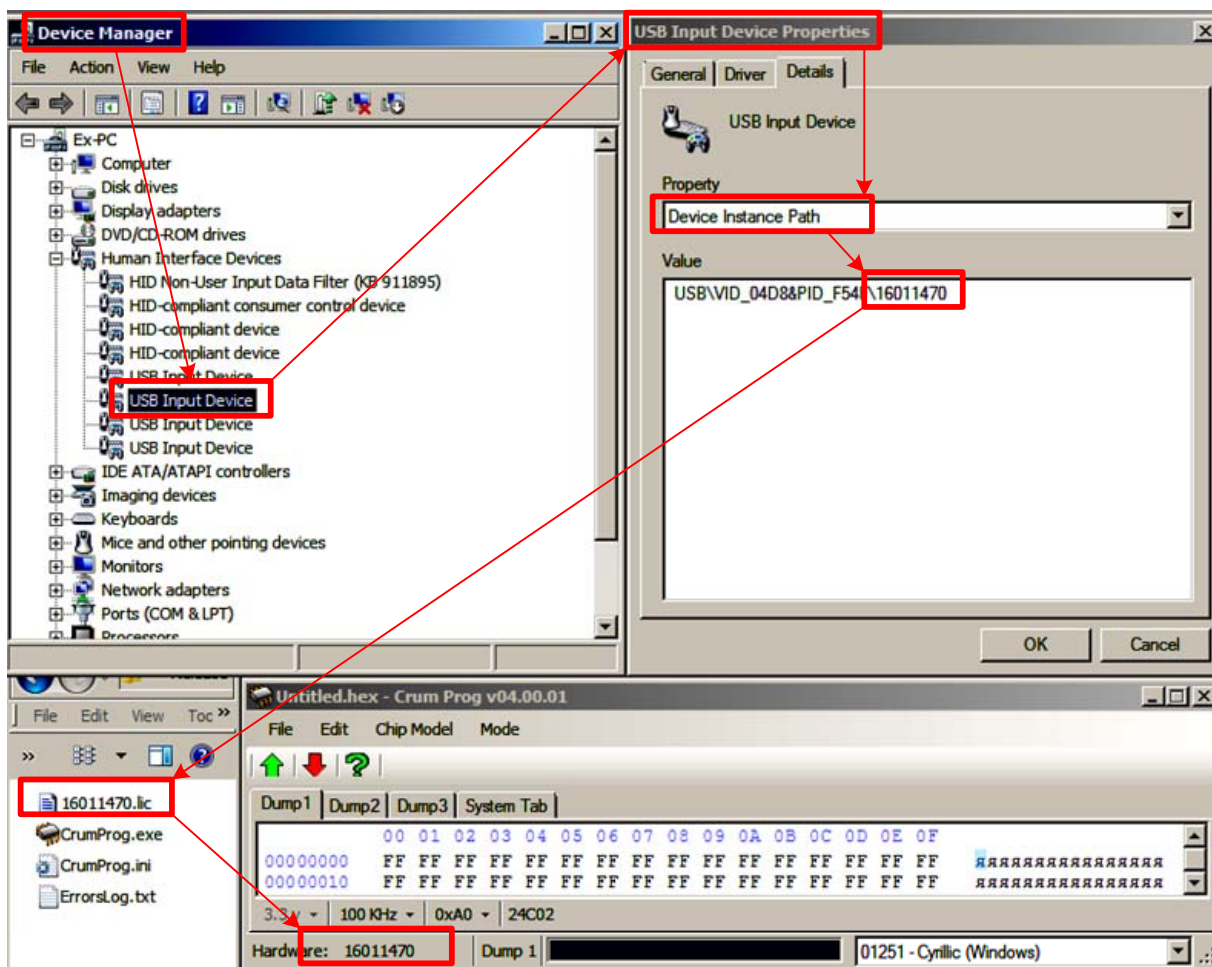 Device Manager
File Action View Help
Ex-PC
Computer
Disk drives
Display adapters
DVD/CD-ROM drives
Human Interface Devices
HID Non-User Input Data Filter (KB 911895)
HID-compliant consumer control device
HID-compliant device
HID-compliant device
USB Input Device
USB Input Device
USB Input Device
USB Input Device
IDE ATA/ATAPI controllers
Imaging devices
Keyboards
Mice and other pointing devices
Monitors
Network adapters
Ports (COM & LPT)
Processors
USB Input Device Properties
General Driver Details
USB Input Device
Property
Device Instance Path
Value
USB\VID_04D8&PID_F54\16011470
OK Cancel
File Edit View Toc »
»
16011470.lic
CrumProg.exe
CrumProg.ini
ErrorsLog.txt
Untitled.hex - Crum Prog v04.00.01
File Edit Chip Model Mode
Dump1 Dump2 Dump3 System Tab
00 01 02 03 04 05 06 07 08 09 0A 0B 0C 0D 0E 0F
00000000 FF FF FF FF FF FF FF FF FF FF FF FF FF FF FF FF яяяяяяяяяяяяяяяя
00000010 FF FF FF FF FF FF FF FF FF FF FF FF FF FF FF FF яяяяяяяяяяяяяяяя
3.3 v 100 KHz 0xA0 24C02
Hardware: 16011470 Dump 1 01251 - Cyrillic (Windows)